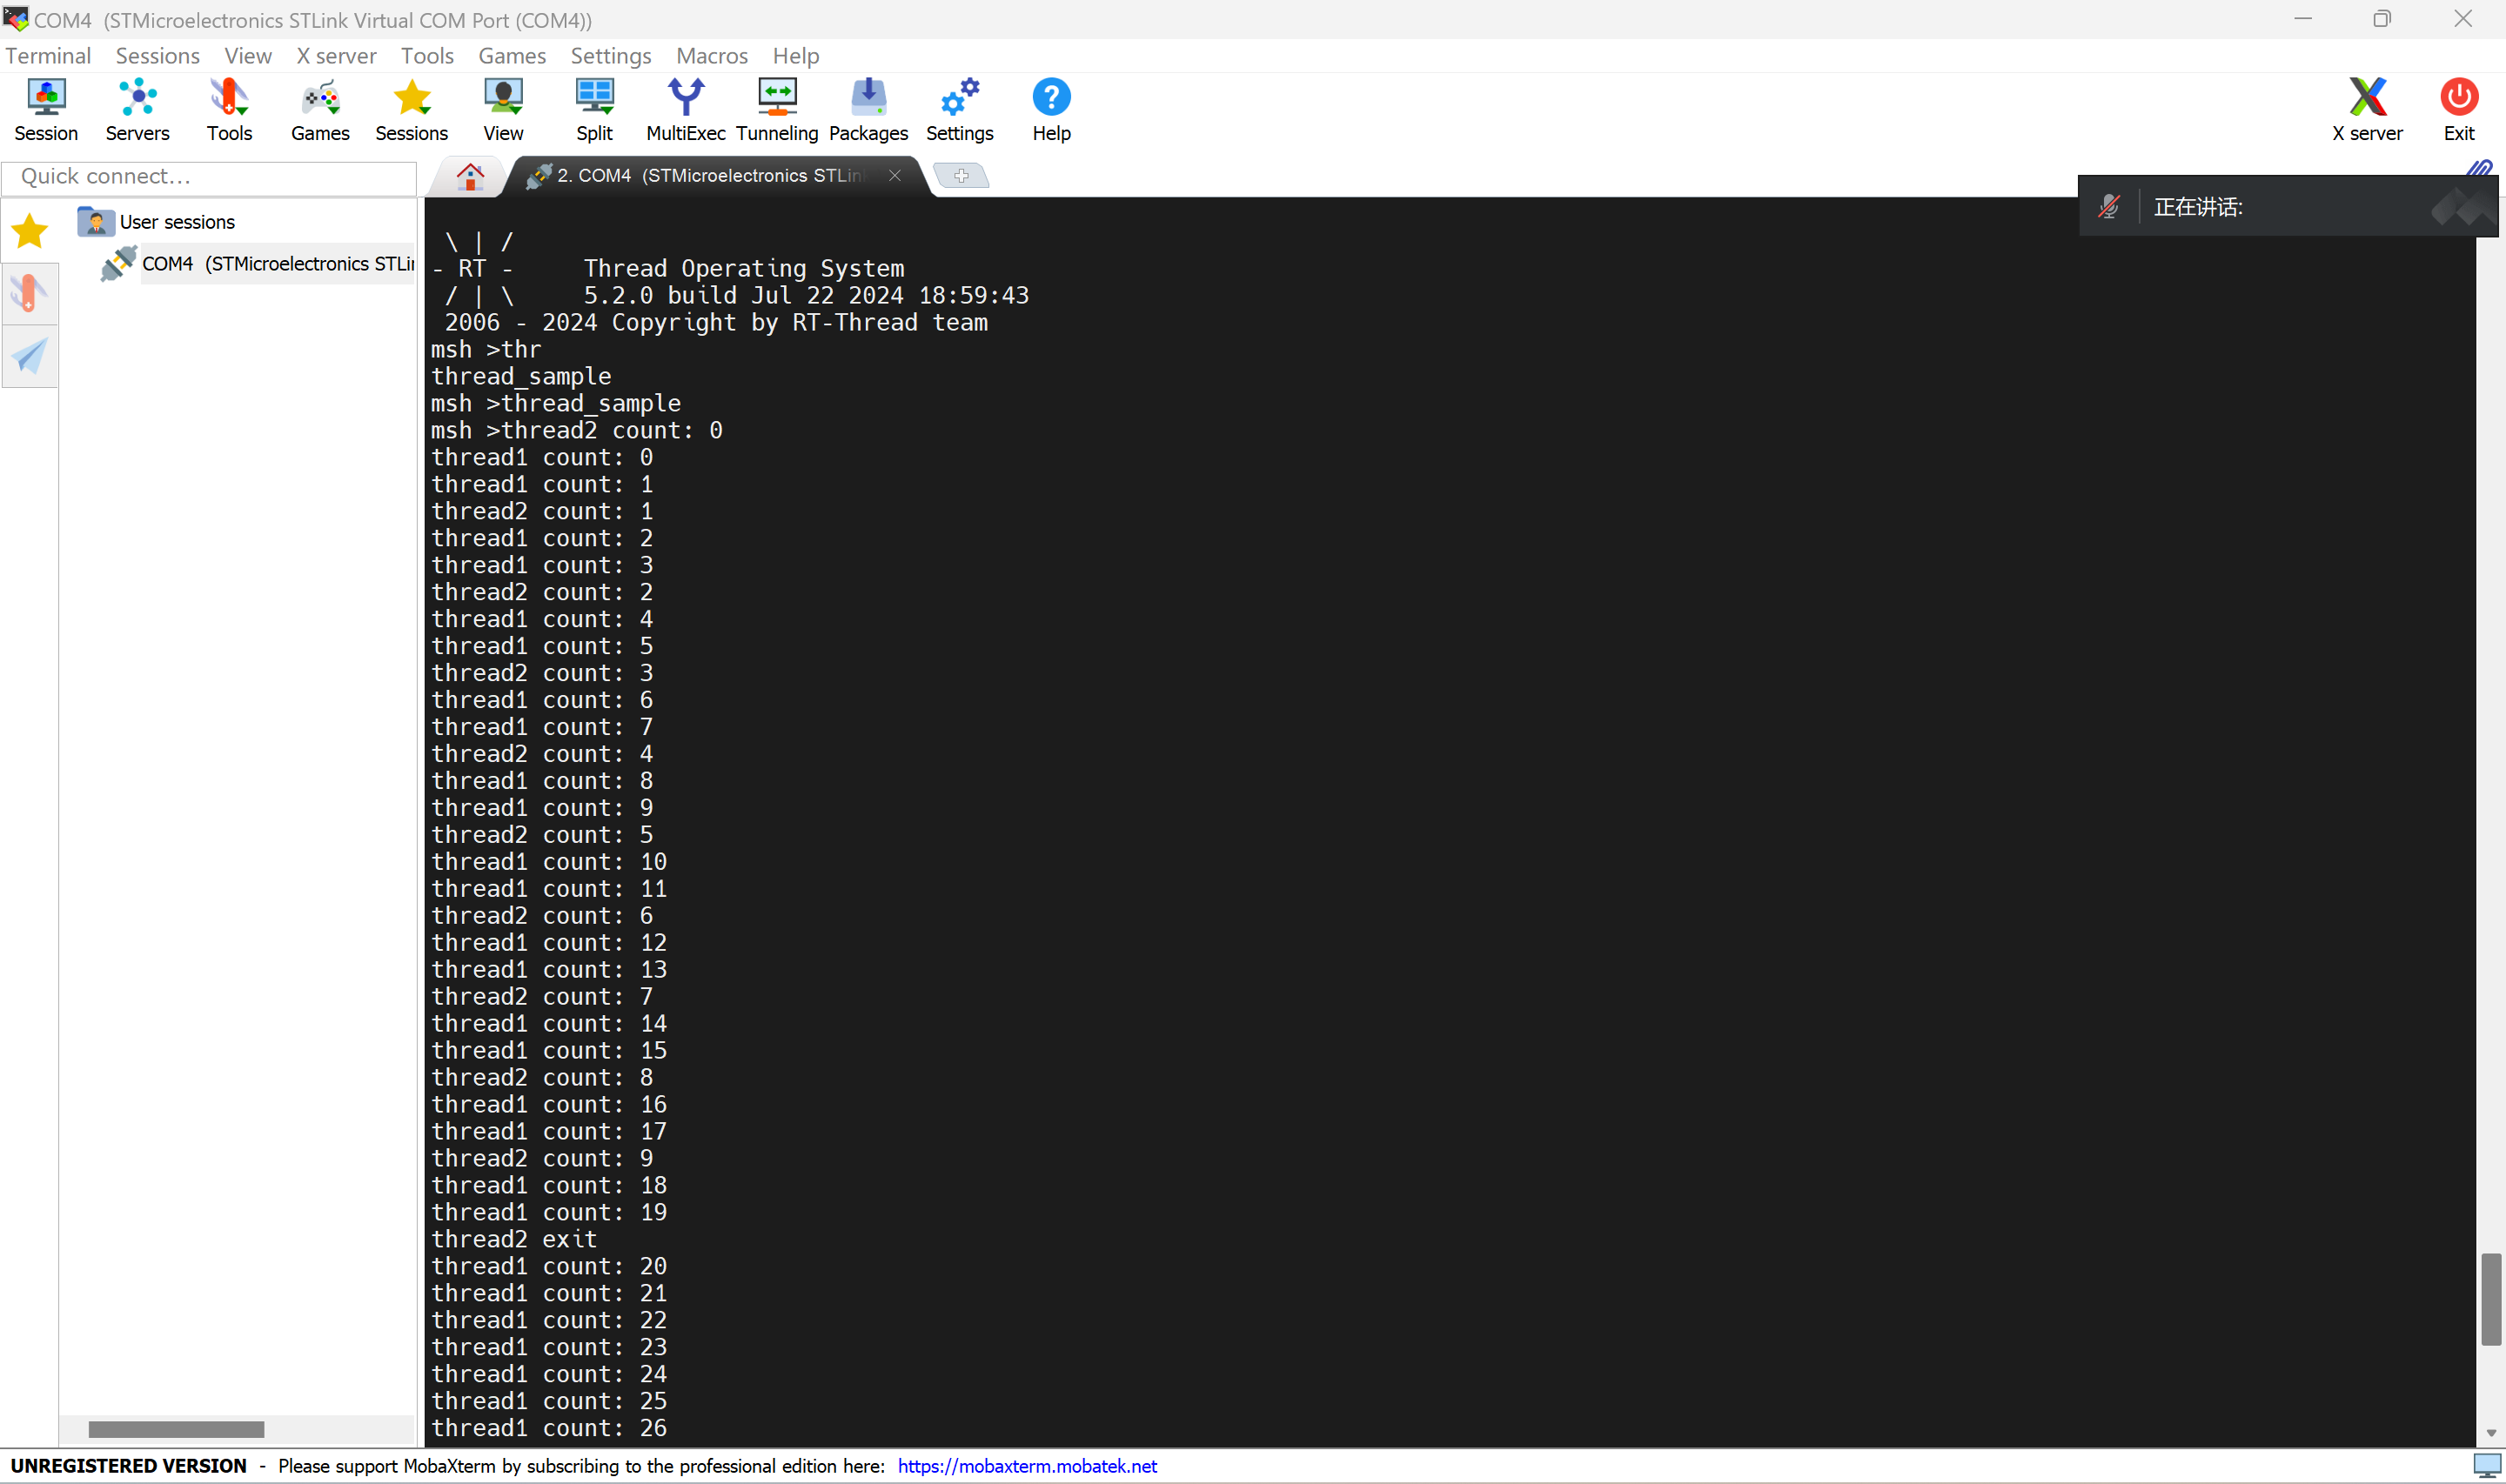 COM4  (STMicroelectronics STLink Virtual COM Port (COM4))
Terminal Sessions View X server Tools Games Settings Macros Help
Session Servers Tools Games Sessions View Split MultiExec Tunneling Packages Settings Help X server Exit
Quick connect...
2. COM4  (STMicroelectronics STLin
正在讲话:
User sessions
COM4  (STMicroelectronics STLi
 \ | /
- RT -     Thread Operating System
 / | \     5.2.0 build Jul 22 2024 18:59:43
 2006 - 2024 Copyright by RT-Thread team
msh >thr
thread_sample
msh >thread_sample
msh >thread2 count: 0
thread1 count: 0
thread1 count: 1
thread2 count: 1
thread1 count: 2
thread1 count: 3
thread2 count: 2
thread1 count: 4
thread1 count: 5
thread2 count: 3
thread1 count: 6
thread1 count: 7
thread2 count: 4
thread1 count: 8
thread1 count: 9
thread2 count: 5
thread1 count: 10
thread1 count: 11
thread2 count: 6
thread1 count: 12
thread1 count: 13
thread2 count: 7
thread1 count: 14
thread1 count: 15
thread2 count: 8
thread1 count: 16
thread1 count: 17
thread2 count: 9
thread1 count: 18
thread1 count: 19
thread2 exit
thread1 count: 20
thread1 count: 21
thread1 count: 22
thread1 count: 23
thread1 count: 24
thread1 count: 25
thread1 count: 26
UNREGISTERED VERSION  -  Please support MobaXterm by subscribing to the professional edition here:  https://mobaxterm.mobatek.net